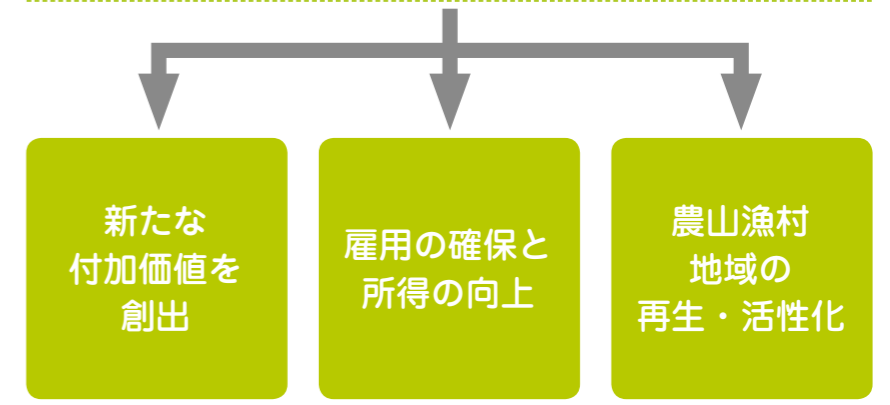 新たな
付加価値を
創出
雇用の確保と
所得の向上
農山漁村
地域の
再生・活性化